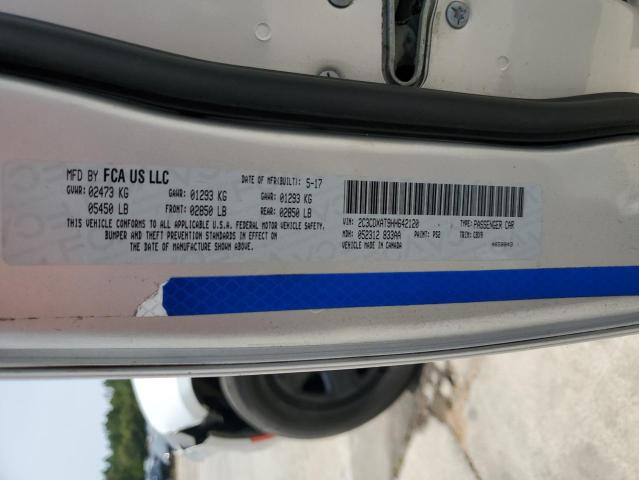 MFD BY FCA US LLC
DATE OF MFR(BUILT): 5-17
GVWR: 02473 KG GAWR: 01293 KG GAWR: 01293 KG
05450 LB FRONT: 02850 LB REAR: 02850 LB
THIS VEHICLE CONFORMS TO ALL APPLICABLE U.S.A. FEDERAL MOTOR VEHICLE SAFETY,
BUMPER AND THEFT PREVENTION STANDARDS IN EFFECT ON
THE DATE OF MANUFACTURE SHOWN ABOVE.
VIN: 2C3CDXAT9HH642120 TYPE: PASSENGER CAR
MDH: 052312 833AA PAINT: PS2 TRIM:
VEHICLE MADE IN CANADA